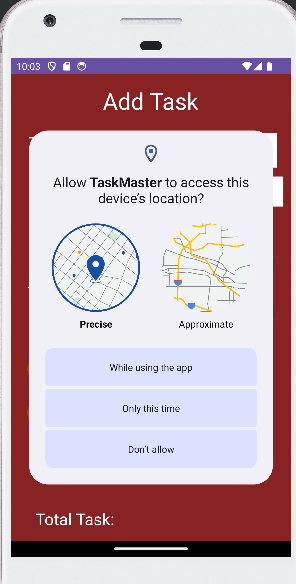 10:03
Add Task
Allow TaskMaster to access this
device's location?
Precise
Approximate
While using the app
Only this time
Don't allow
Total Task: